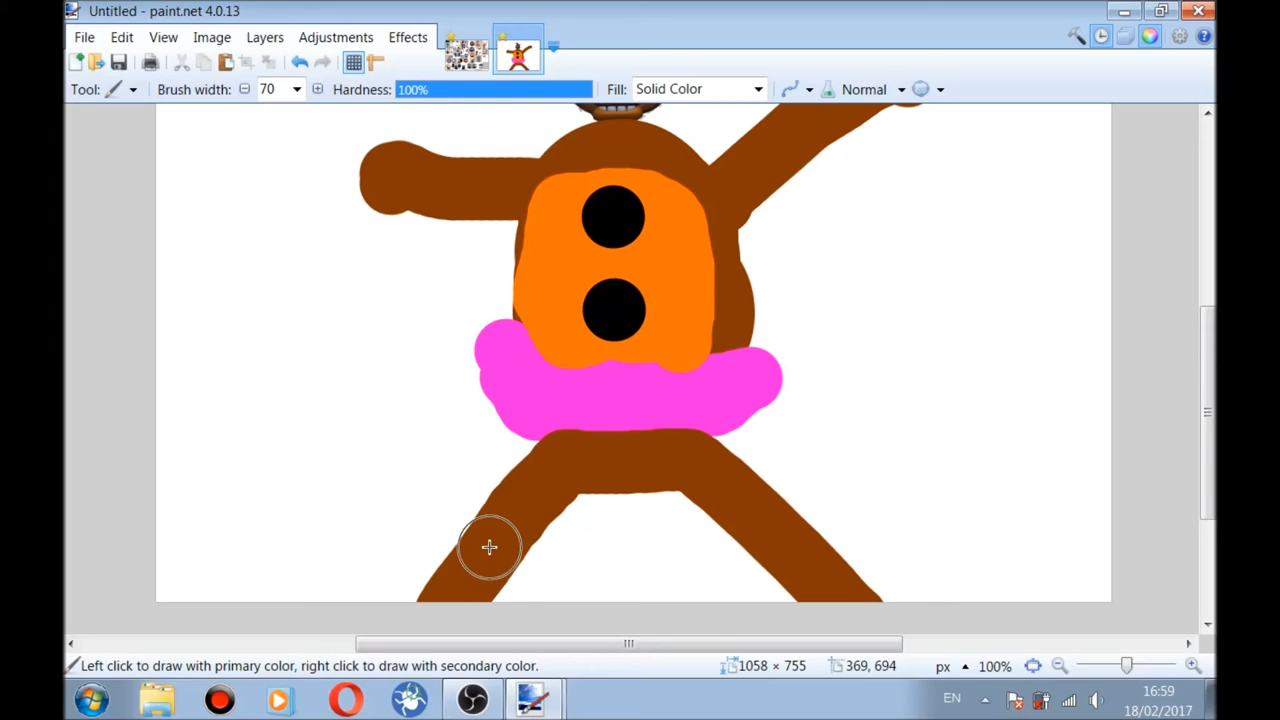 Untitled - paint.net 4.0.13
File Edit View Image Layers Adjustments Effects
Tool: Brush width: 70 Hardness: 100% Fill: Solid Color Normal
Left click to draw with primary color, right click to draw with secondary color. 1058 × 755 369, 694 px 100%
EN 16:59
18/02/2017